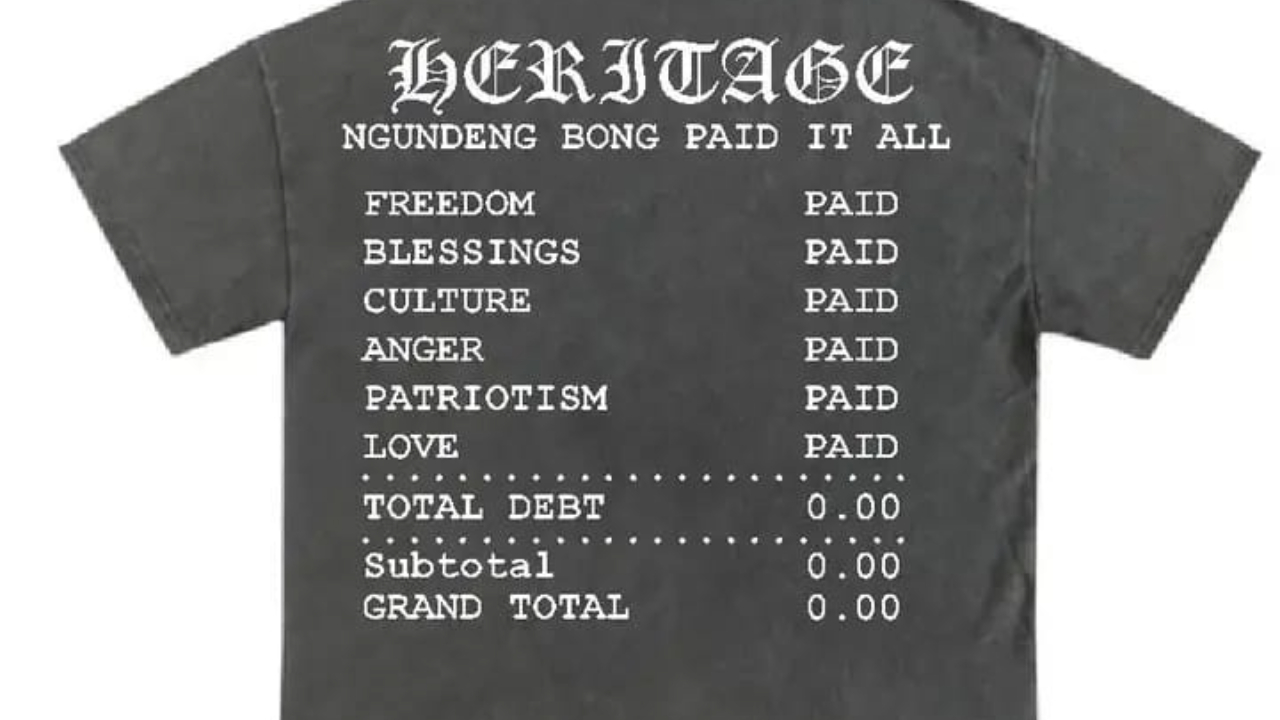 HERITAGE
NGUNDENG BONG PAID IT ALL
FREEDOM PAID
BLESSINGS PAID
CULTURE PAID
ANGER PAID
PATRIOTISM PAID
LOVE PAID
TOTAL DEBT 0.00
Subtotal 0.00
GRAND TOTAL 0.00